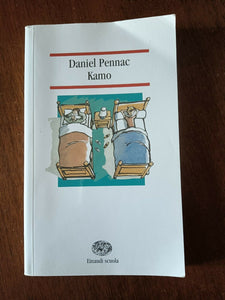 Daniel Pennac
Kamo
Einaudi scuola